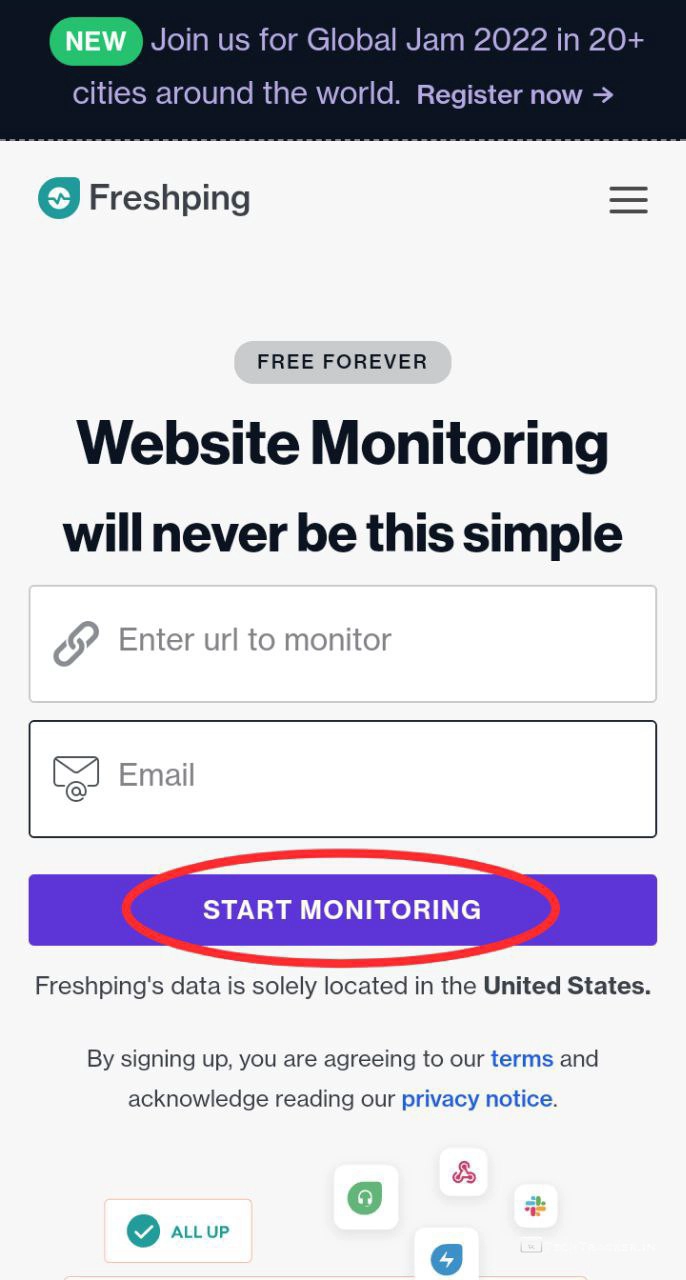 NEW Join us for Global Jam 2022 in 20+
cities around the world. Register now →
Freshping
FREE FOREVER
Website Monitoring
will never be this simple
Enter url to monitor
Email
START MONITORING
Freshping's data is solely located in the United States.
By signing up, you are agreeing to our terms and
acknowledge reading our privacy notice.
ALL UP